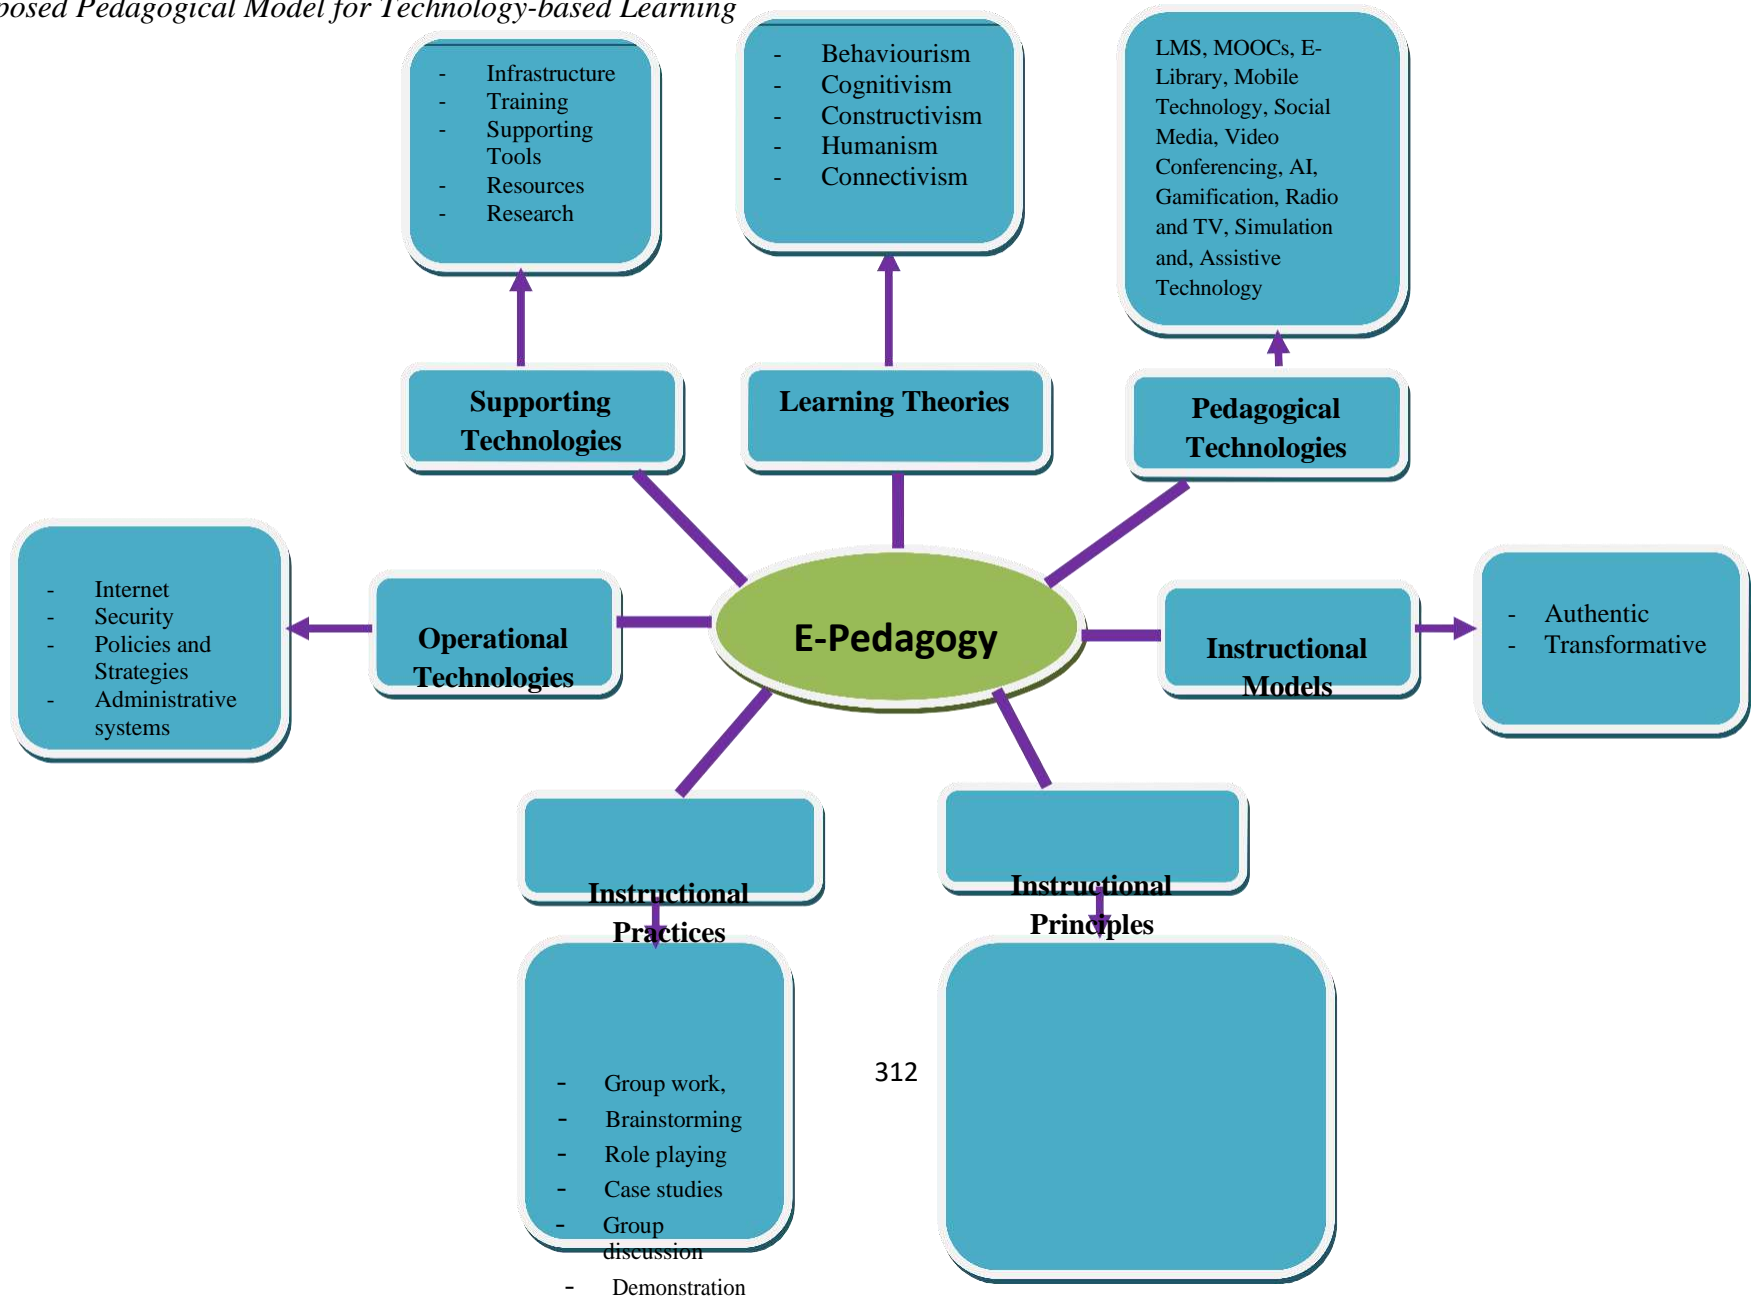 posed Pedagogical Model for Technology-based Learning
- Infrastructure
- Training
- Supporting
Tools
- Resources
- Research
- Behaviourism
- Cognitivism
- Constructivism
- Humanism
- Connectivism
LMS, MOOCs, E-
Library, Mobile
Technology, Social
Media, Video
Conferencing, AI,
Gamification, Radio
and TV, Simulation
and, Assistive
Technology
Supporting
Technologies
Learning Theories
Pedagogical
Technologies
- Internet
- Security
- Policies and
Strategies
- Administrative
systems
Operational
Technologies
E-Pedagogy
Instructional
Models
- Authentic
- Transformative
Instructional
Practices
Instructional
Principles
- Group work,
- Brainstorming
- Role playing
- Case studies
- Group
discussion
- Demonstration
312